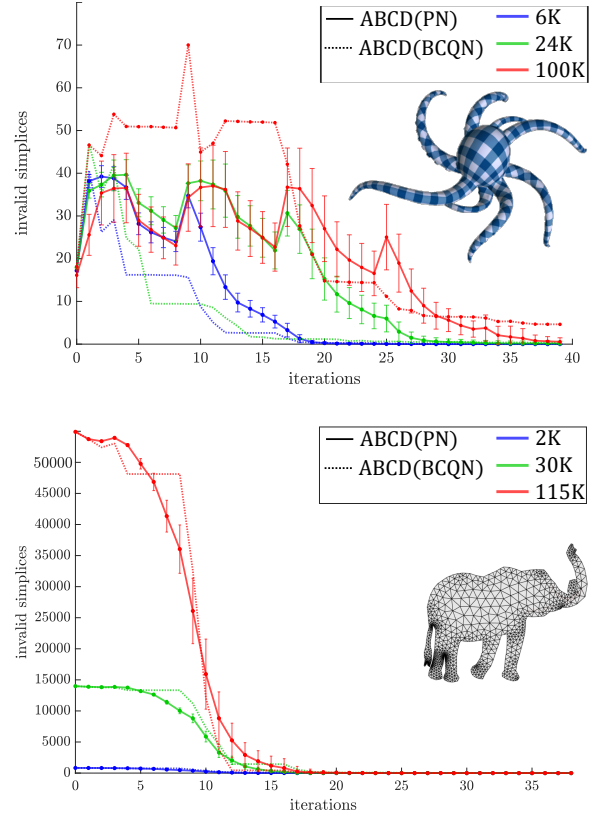 ABCD(PN)
ABCD(BCQN)
6K
24K
100K
invalid simplices
70
60
50
40
30
20
10
0
0 5 10 15 20 25 30 35 40
iterations
ABCD(PN)
ABCD(BCQN)
2K
30K
115K
invalid simplices
50000
45000
40000
35000
30000
25000
20000
15000
10000
5000
0
0 5 10 15 20 25 30 35
iterations